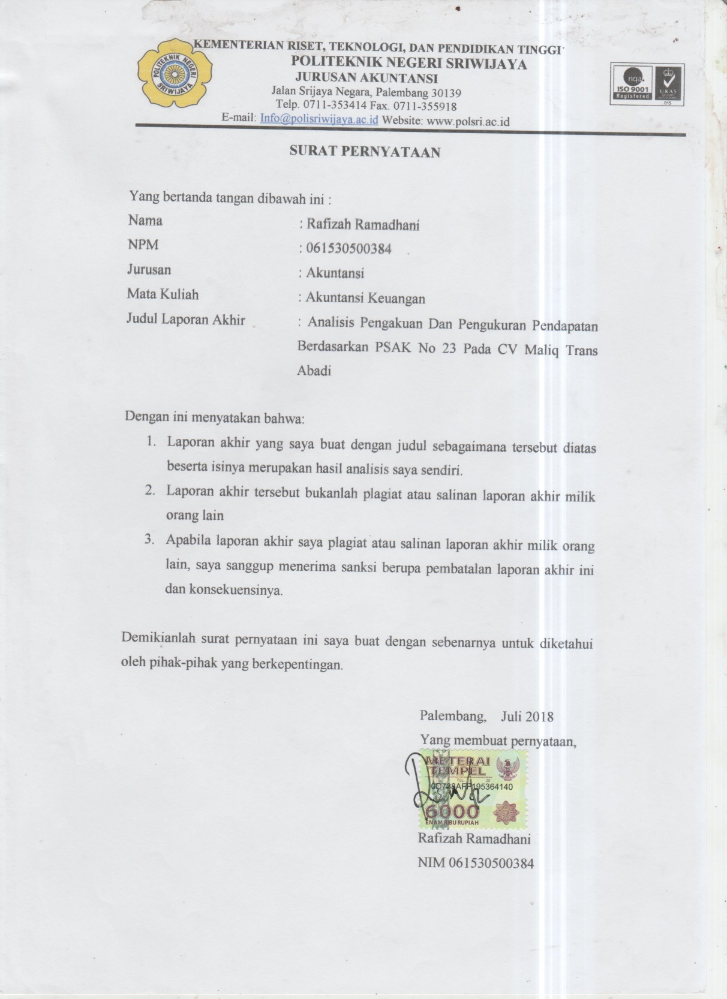 KEMENTERIAN RISET, TEKNOLOGI, DAN PENDIDIKAN TINGGI
POLITEKNIK NEGERI SRIWIJAYA
JURUSAN AKUNTANSI
Jalan Srijaya Negara, Palembang 30139
Telp. 0711-353414 Fax. 0711-355918
E-mail: Info@polisriwijaya.ac.id Website: www.polsri.ac.id
POLITEKNIK NEGERI
SRIWIJAYA
nqa.
ISO 9001
Registered
UKAS
QUALITY
MANAGEMENT
015
SURAT PERNYATAAN
Yang bertanda tangan dibawah ini :
Nama : Rafizah Ramadhani
NPM : 061530500384
Jurusan : Akuntansi
Mata Kuliah : Akuntansi Keuangan
Judul Laporan Akhir : Analisis Pengakuan Dan Pengukuran Pendapatan
Berdasarkan PSAK No 23 Pada CV Maliq Trans
Abadi
Dengan ini menyatakan bahwa:
1. Laporan akhir yang saya buat dengan judul sebagaimana tersebut diatas
beserta isinya merupakan hasil analisis saya sendiri.
2. Laporan akhir tersebut bukanlah plagiat atau salinan laporan akhir milik
orang lain
3. Apabila laporan akhir saya plagiat atau salinan laporan akhir milik orang
lain, saya sanggup menerima sanksi berupa pembatalan laporan akhir ini
dan konsekuensinya.
Demikianlah surat pernyataan ini saya buat dengan sebenarnya untuk diketahui
oleh pihak-pihak yang berkepentingan.
Palembang, Juli 2018
Yang membuat pernyataan,
METERAI
TEMPEL
TGL. 20
6000
ENAM RIBU RUPIAH
Rafizah Ramadhani
NIM 061530500384